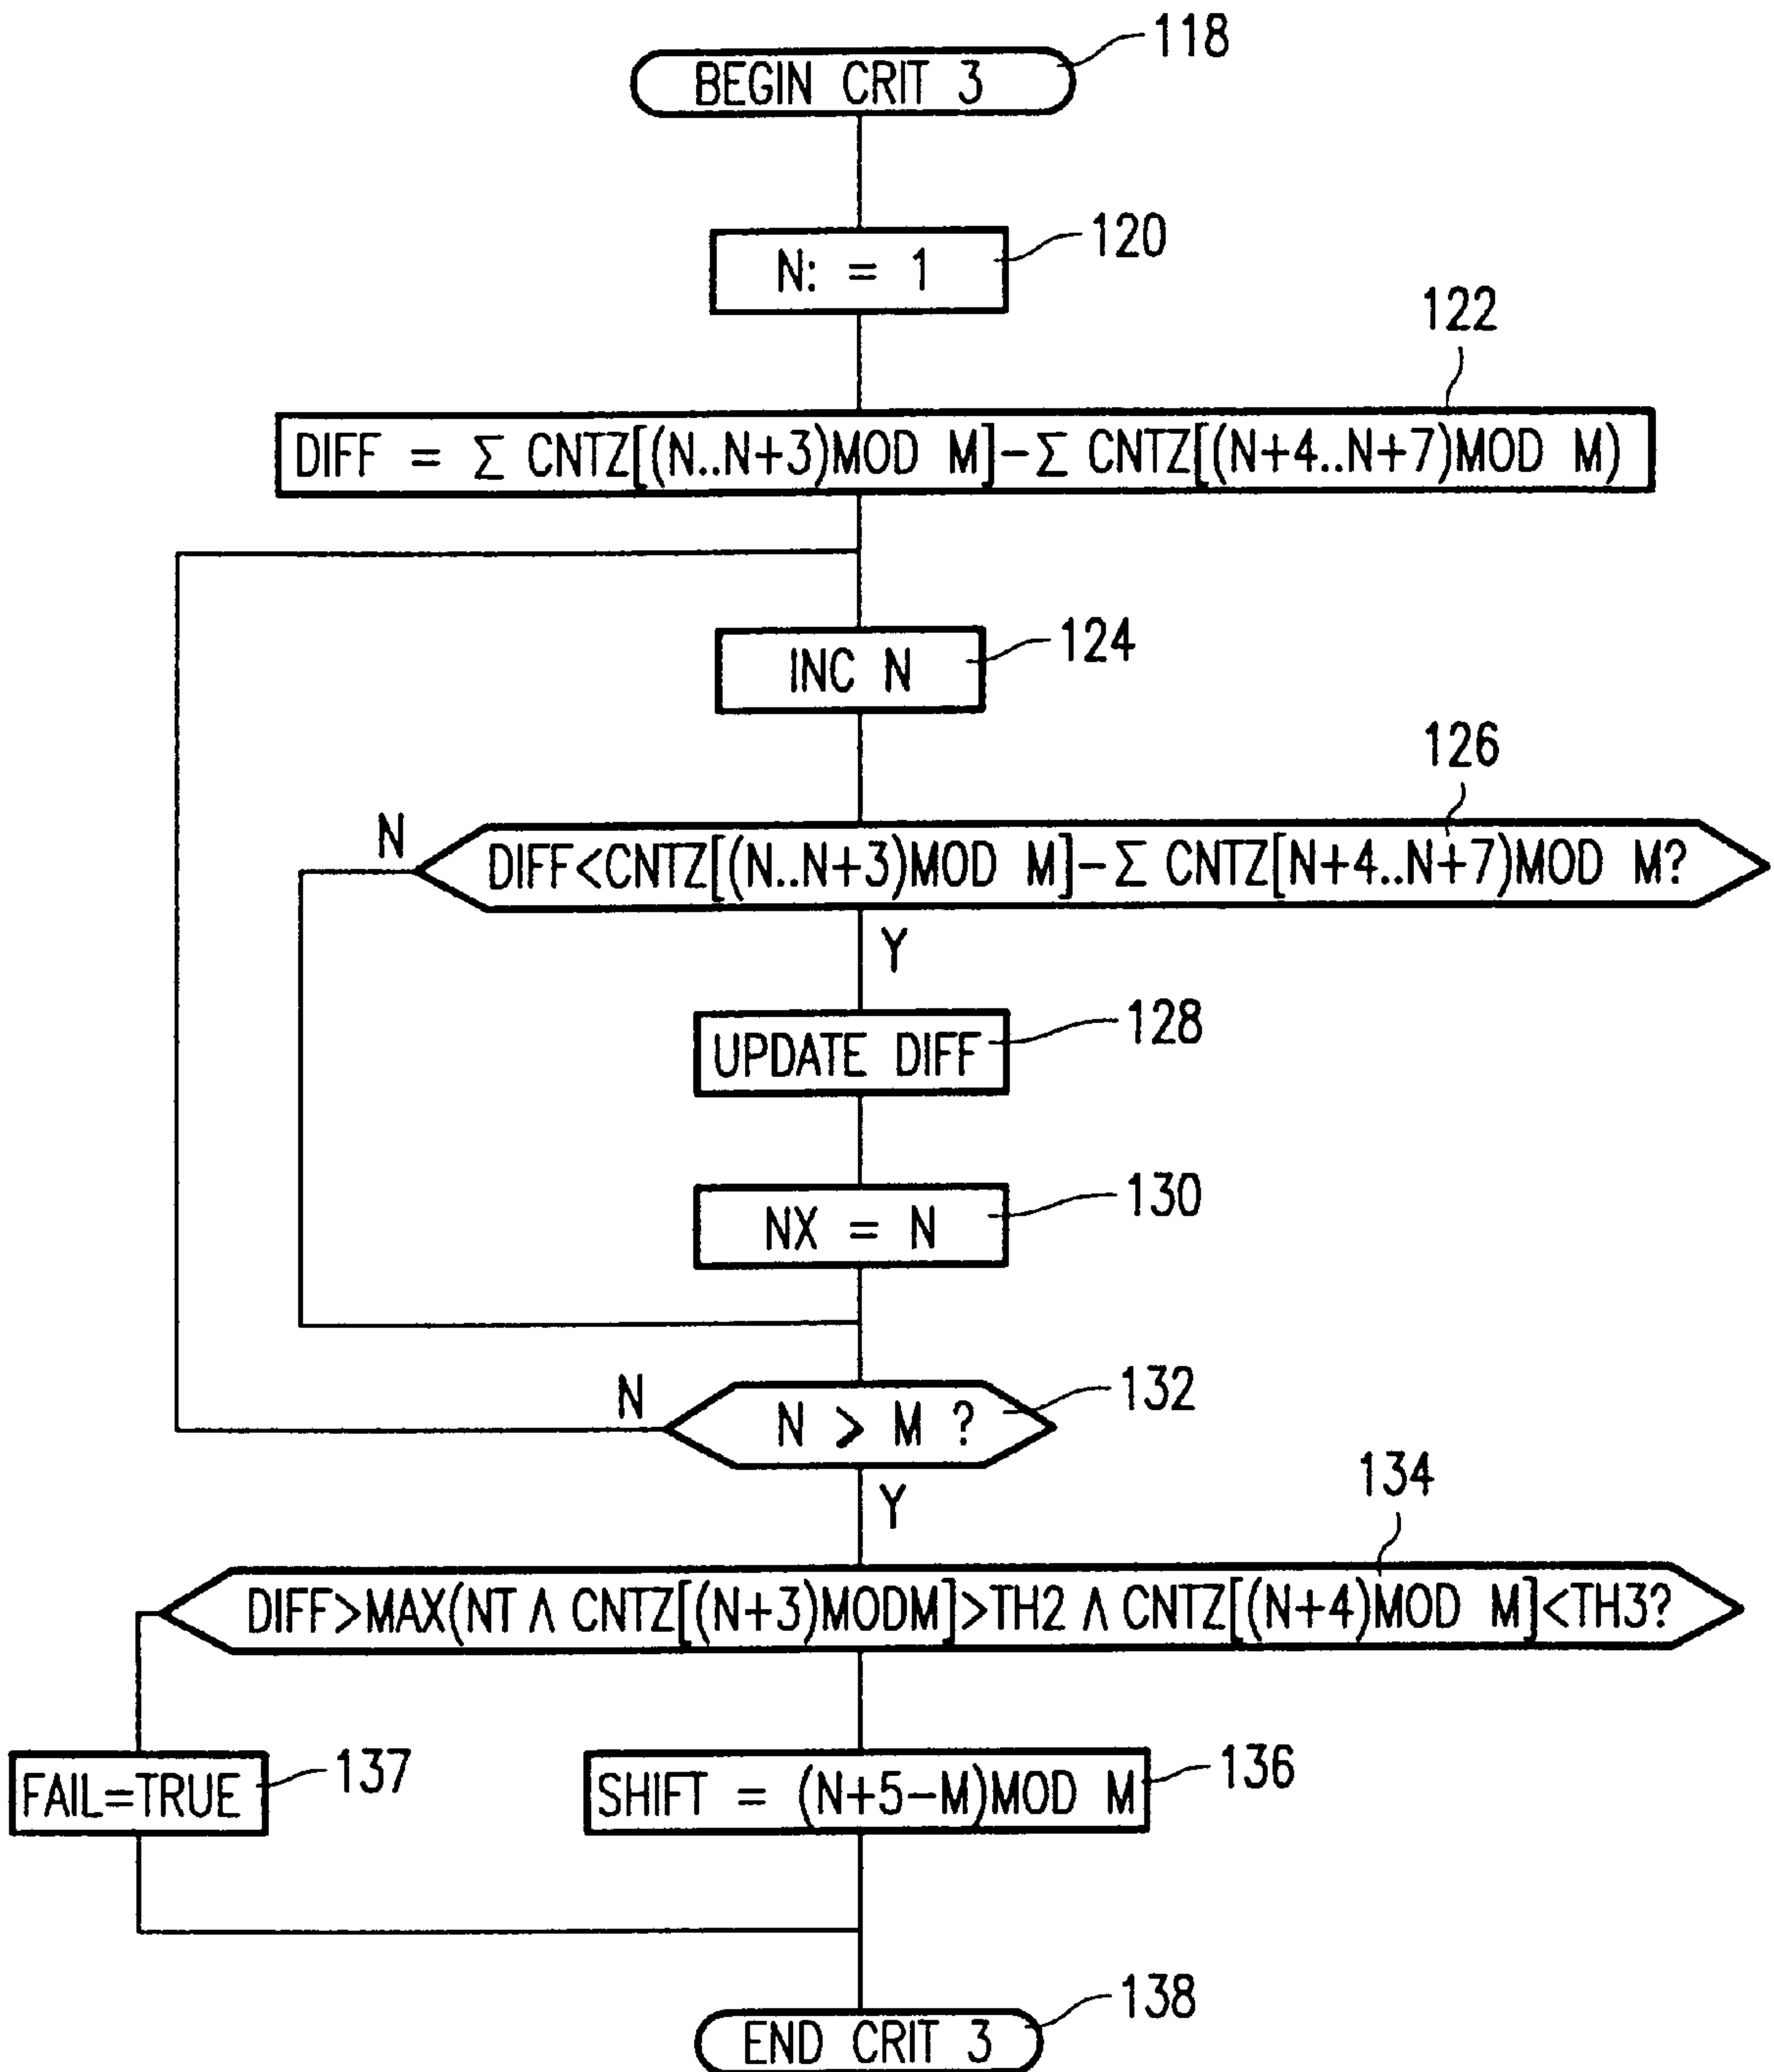 118
BEGIN CRIT 3
120
N: = 1
122
DIFF = Σ CNTZ[(N..N+3)MOD M]-Σ CNTZ[(N+4..N+7)MOD M)
124
INC N
126
N
DIFF<CNTZ[(N..N+3)MOD M]-Σ CNTZ[N+4..N+7)MOD M?
Y
128
UPDATE DIFF
130
NX = N
132
N
N > M ?
Y
134
DIFF>MAX(NT Λ CNTZ[(N+3)MODM]>TH2 Λ CNTZ[(N+4)MOD M]<TH3?
137
FAIL=TRUE
136
SHIFT = (N+5-M)MOD M
138
END CRIT 3